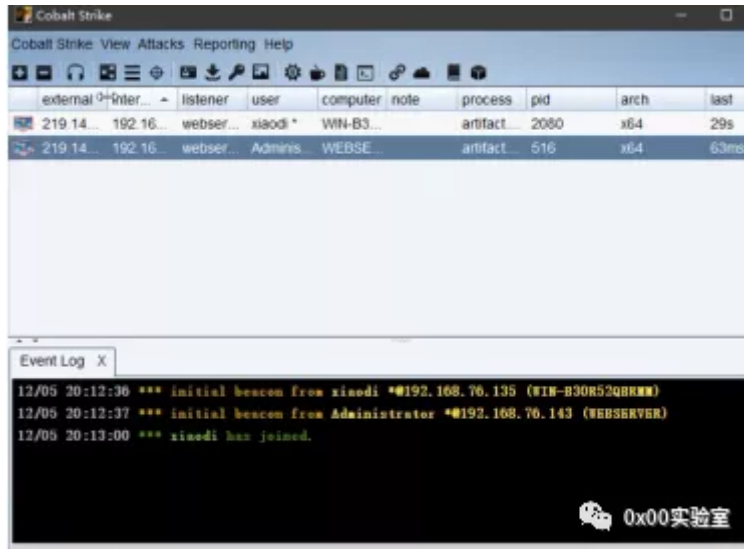 Cobalt Strike
Cobalt Strike View Attacks Reporting Help
external inter... listener user computer note process pid arch last
219.14... 192.16... webser... xiaodi * WIN-B3... artifact... 2080 x64 29s
219.14... 192.16... webser... Adminis... WEBSE... artifact... 516 x64 63ms
Event Log X
12/05 20:12:36 *** initial beacon from xiaodi *@192.168.76.135 (WIN-B30R52QBRMM)
12/05 20:12:37 *** initial beacon from Administrator *@192.168.76.143 (WEBSERVER)
12/05 20:13:00 *** xiaodi has joined.
0x00实验室